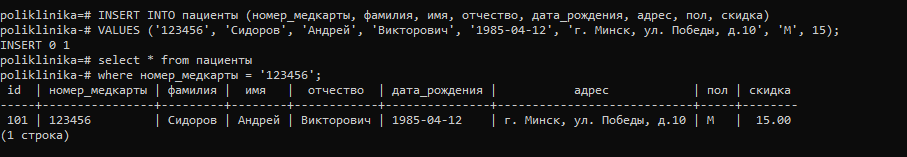 poliklinika=# INSERT INTO пациенты (номер_медкарты, фамилия, имя, отчество, дата_рождения, адрес, пол, скидка)
poliklinika-# VALUES ('123456', 'Сидоров', 'Андрей', 'Викторович', '1985-04-12', 'г. Минск, ул. Победы, д.10', 'М', 15);
INSERT 0 1
poliklinika=# select * from пациенты
poliklinika-# where номер_медкарты = '123456';
 id  | номер_медкарты | фамилия |  имя   |  отчество  | дата_рождения |           адрес            | пол | скидка
-----+----------------+---------+--------+------------+---------------+----------------------------+-----+--------
 101 | 123456         | Сидоров | Андрей | Викторович | 1985-04-12    | г. Минск, ул. Победы, д.10 | М   |  15.00
(1 строка)